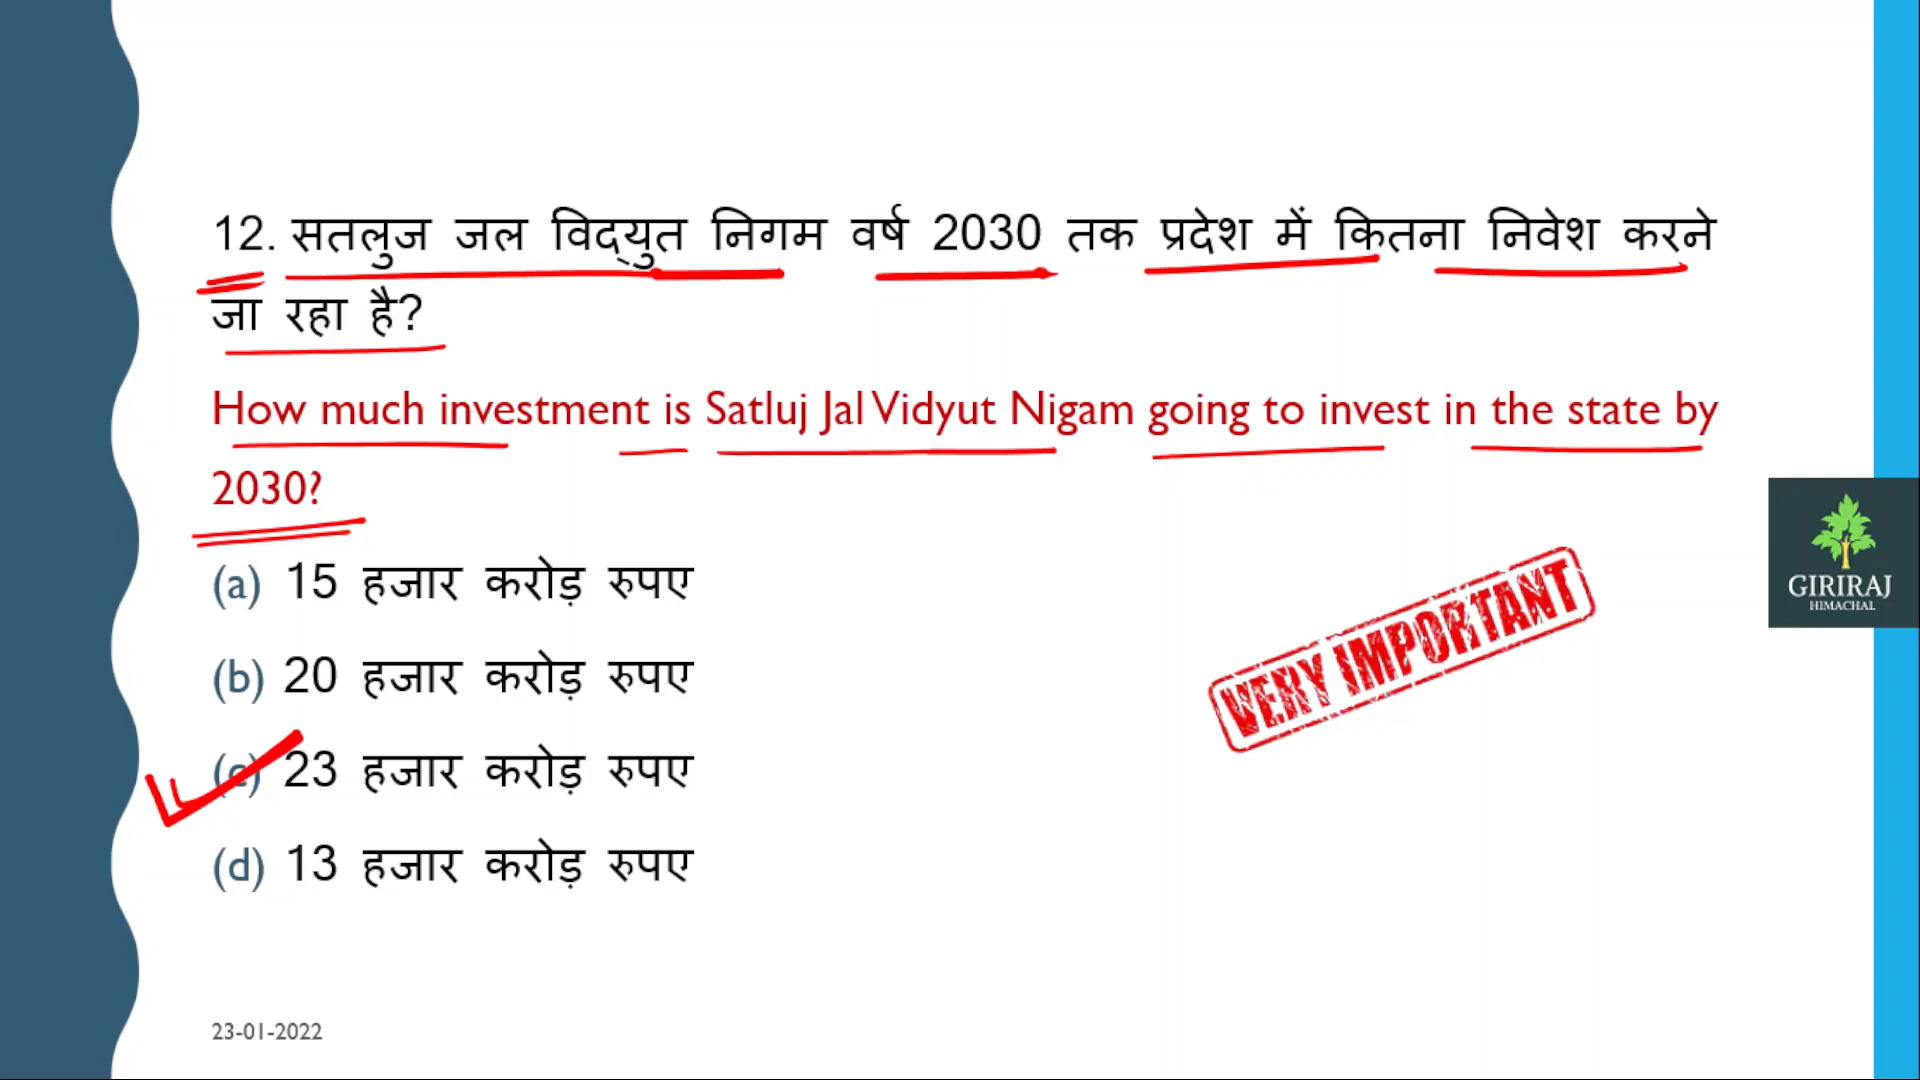 12. सतलुज जल विद्युत निगम वर्ष 2030 तक प्रदेश में कितना निवेश करने
जा रहा है?
How much investment is Satluj Jal Vidyut Nigam going to invest in the state by
2030?
(a) 15 हजार करोड़ रुपए
(b) 20 हजार करोड़ रुपए
(c) 23 हजार करोड़ रुपए
(d) 13 हजार करोड़ रुपए
VERY IMPORTANT
GIRIRAJ
HIMACHAL
23-01-2022